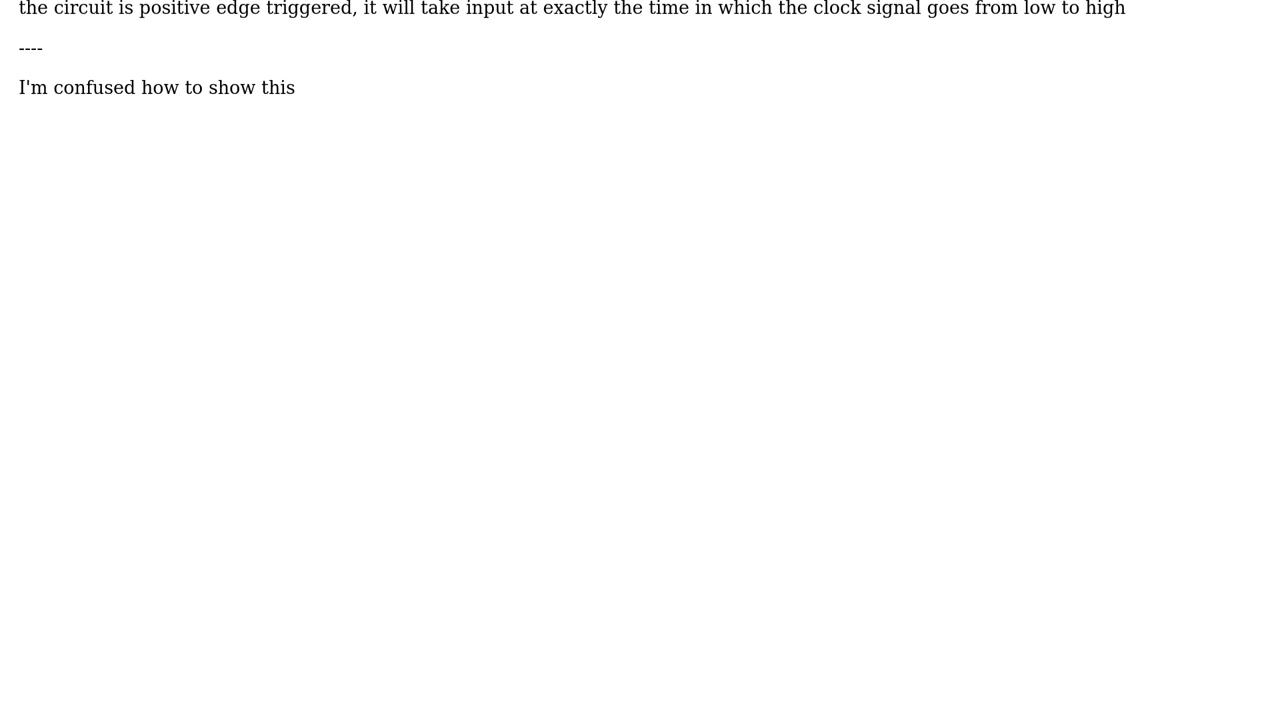 the circuit is positive edge triggered, it will take input at exactly the time in which the clock signal goes from low to high
----
I'm confused how to show this